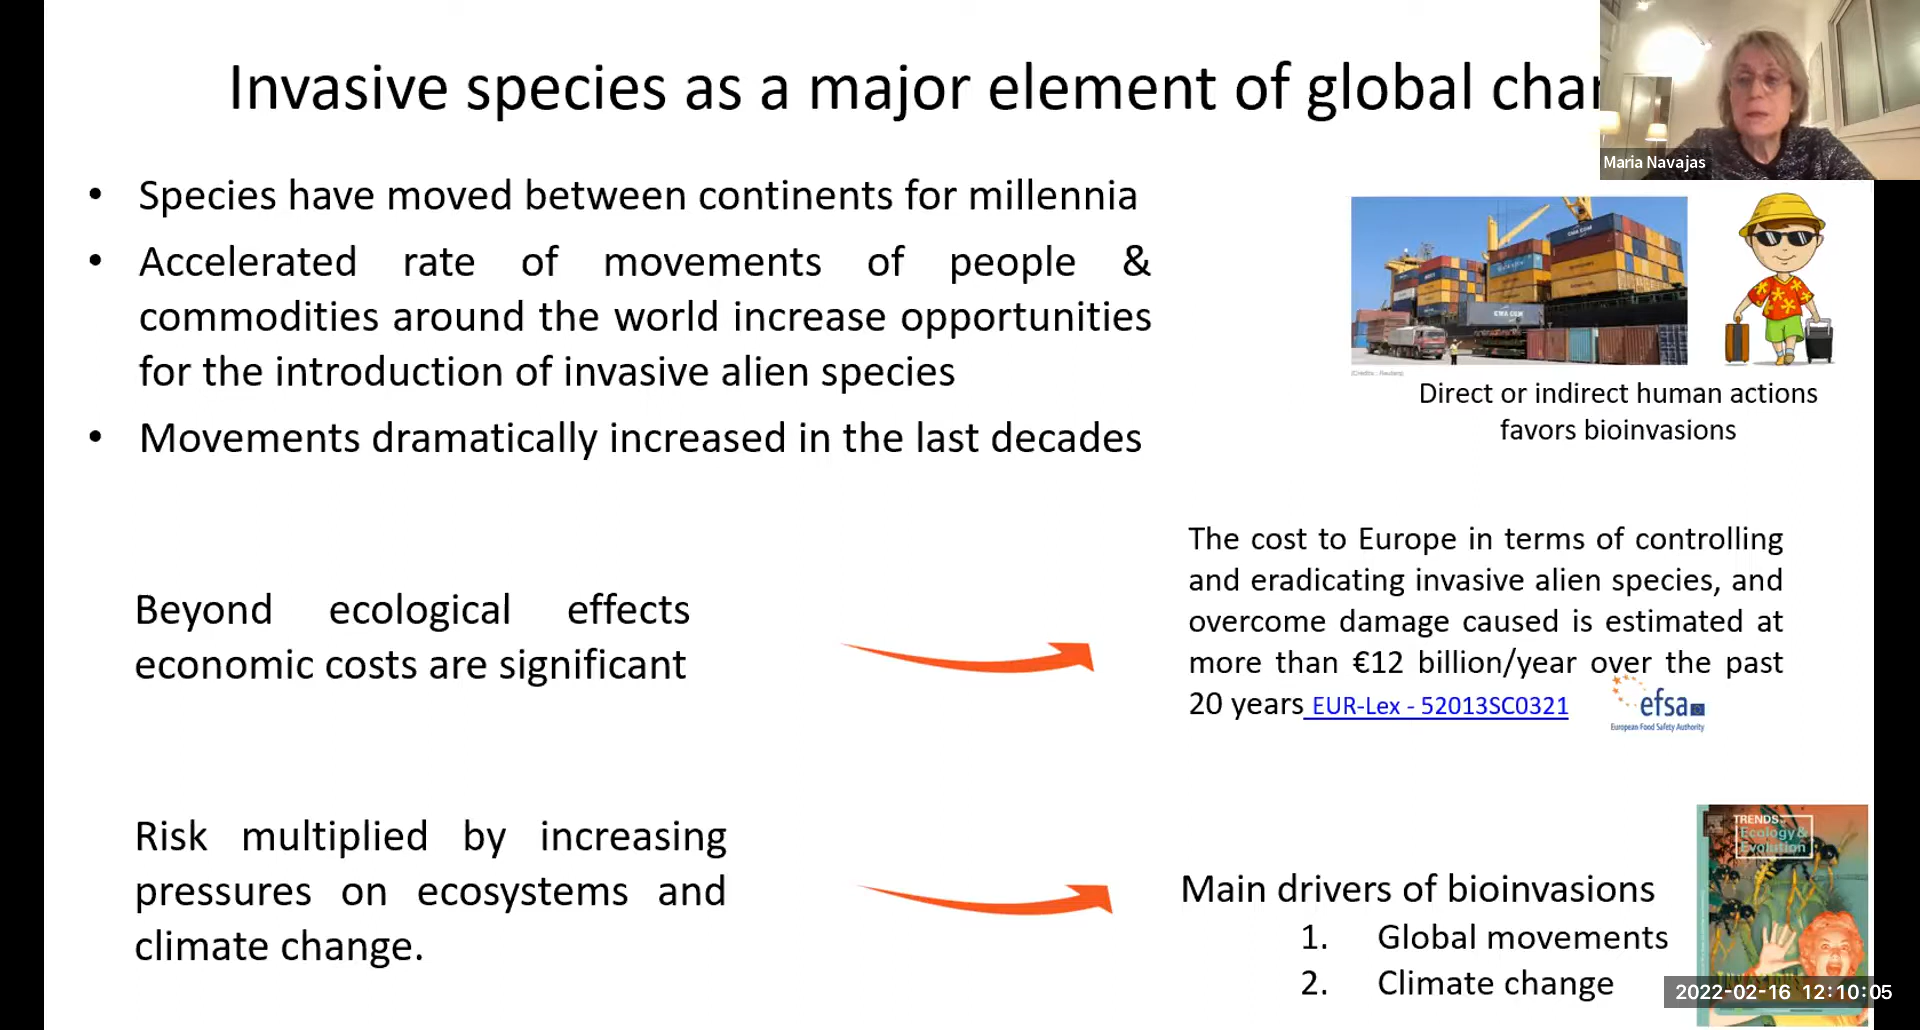 Invasive species as a major element of global chan
Maria Navajas
• Species have moved between continents for millennia
• Accelerated rate of movements of people &
commodities around the world increase opportunities
for the introduction of invasive alien species
• Movements dramatically increased in the last decades
(Credits : Reuters)
Direct or indirect human actions
favors bioinvasions
Beyond ecological effects
economic costs are significant
The cost to Europe in terms of controlling
and eradicating invasive alien species, and
overcome damage caused is estimated at
more than €12 billion/year over the past
20 years EUR-Lex - 52013SC0321
efsa
European Food Safety Authority
Risk multiplied by increasing
pressures on ecosystems and
climate change.
Main drivers of bioinvasions
1. Global movements
2. Climate change
TRENDS
Ecology &
Evolution
2022-02-16 12:10:05